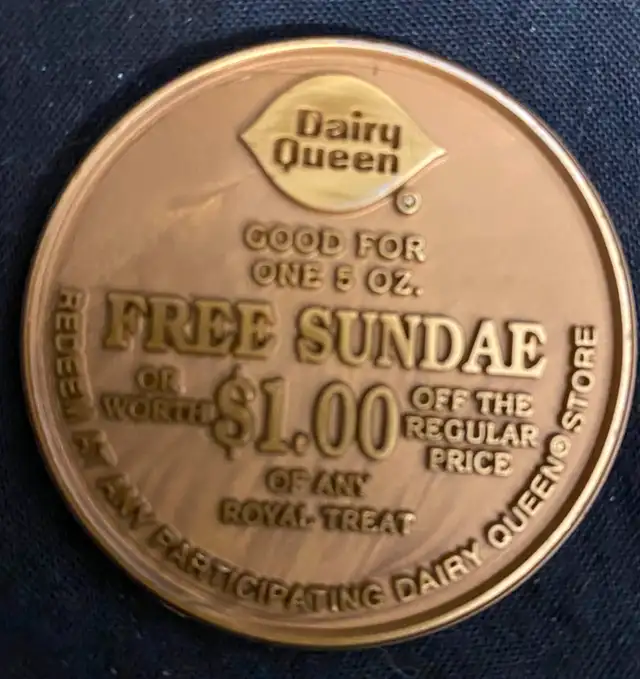 Dairy
Queen
®
GOOD FOR
ONE 5 OZ.
FREE SUNDAE
OR
WORTH $1.00 OFF THE
REGULAR
PRICE
OF ANY
ROYAL TREAT
REDEEM AT ANY PARTICIPATING DAIRY QUEEN® STORE